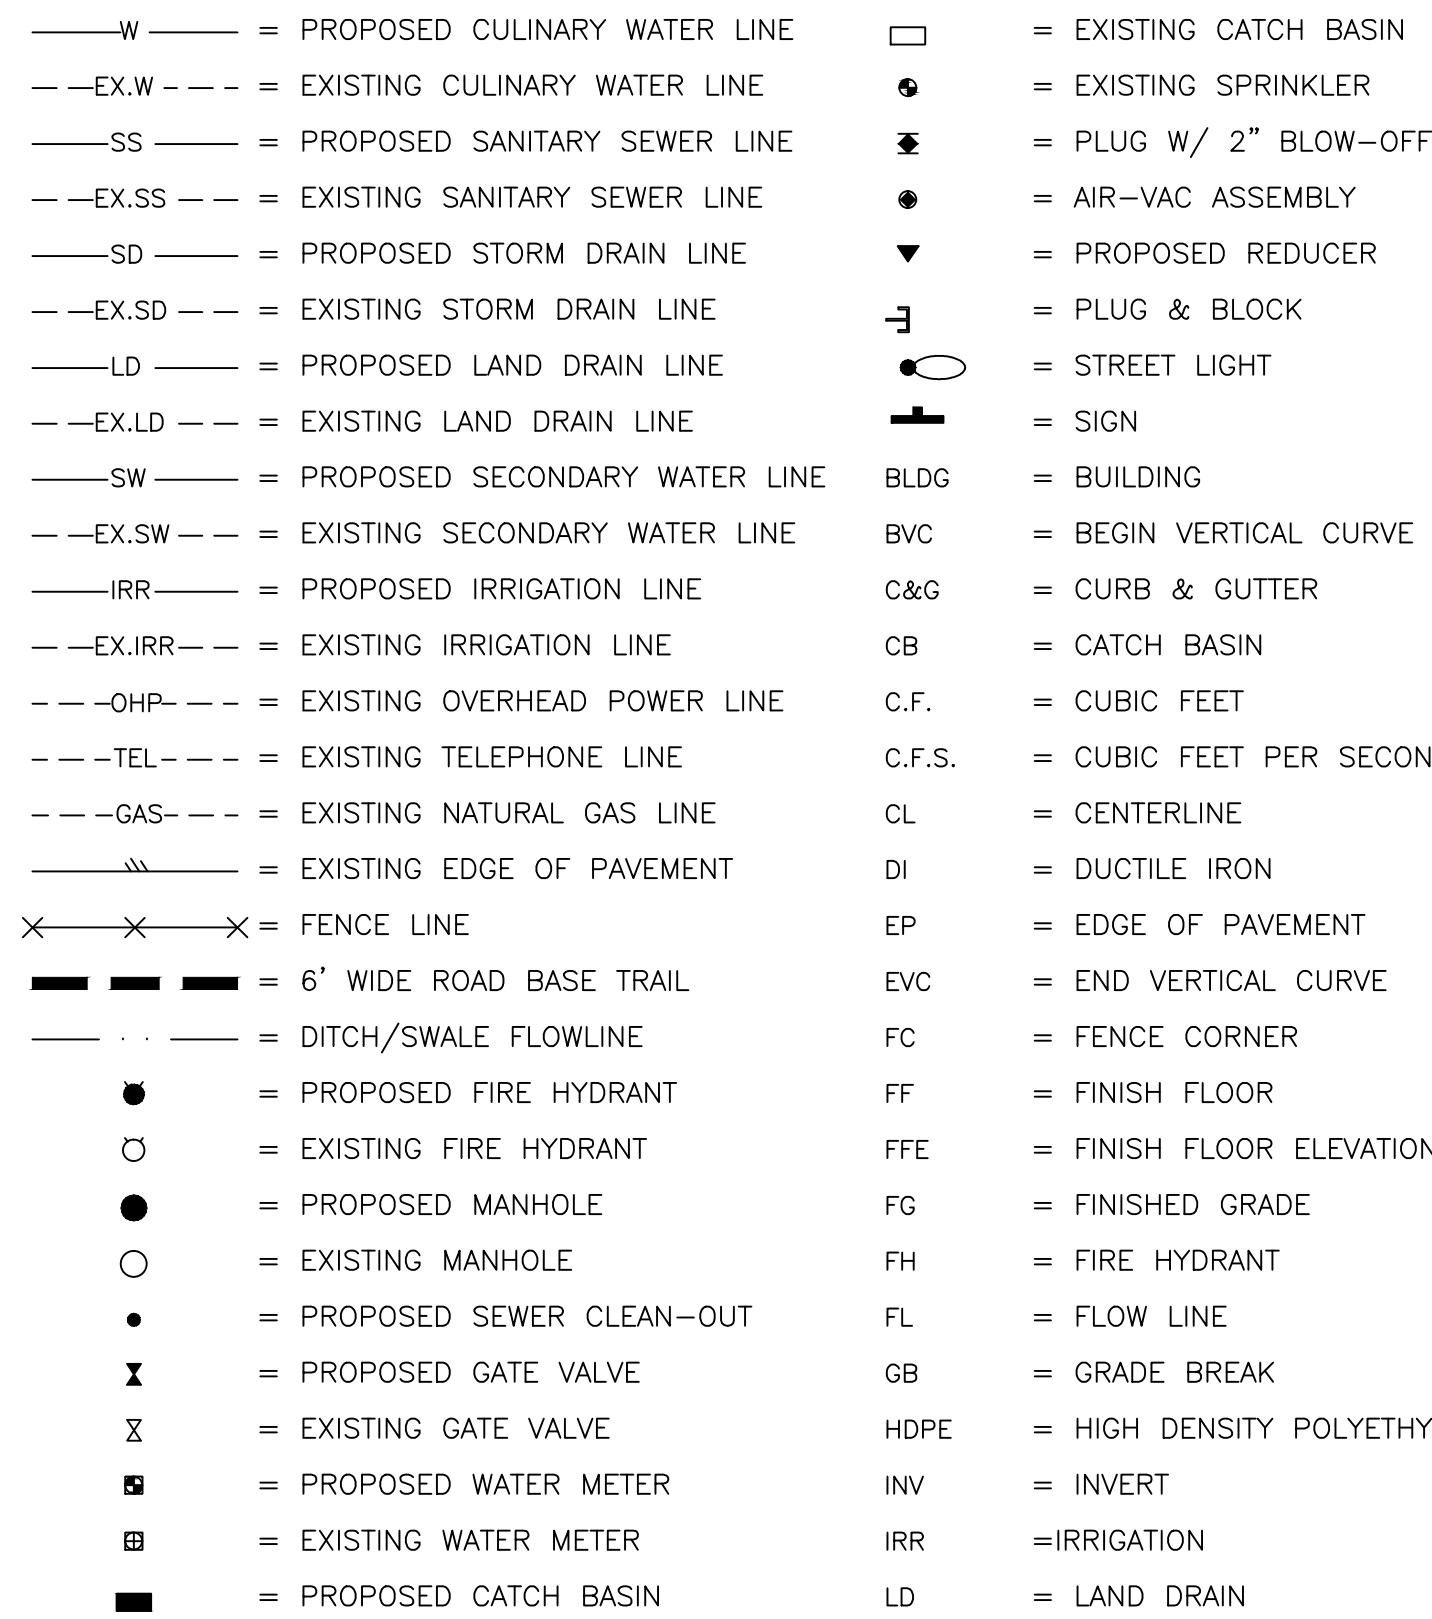 W = PROPOSED CULINARY WATER LINE
EX.W = EXISTING CULINARY WATER LINE
SS = PROPOSED SANITARY SEWER LINE
EX.SS = EXISTING SANITARY SEWER LINE
SD = PROPOSED STORM DRAIN LINE
EX.SD = EXISTING STORM DRAIN LINE
LD = PROPOSED LAND DRAIN LINE
EX.LD = EXISTING LAND DRAIN LINE
SW = PROPOSED SECONDARY WATER LINE
EX.SW = EXISTING SECONDARY WATER LINE
IRR = PROPOSED IRRIGATION LINE
EX.IRR = EXISTING IRRIGATION LINE
OHP = EXISTING OVERHEAD POWER LINE
TEL = EXISTING TELEPHONE LINE
GAS = EXISTING NATURAL GAS LINE
= EXISTING EDGE OF PAVEMENT
= FENCE LINE
= 6' WIDE ROAD BASE TRAIL
= DITCH/SWALE FLOWLINE
= PROPOSED FIRE HYDRANT
= EXISTING FIRE HYDRANT
= PROPOSED MANHOLE
= EXISTING MANHOLE
= PROPOSED SEWER CLEAN-OUT
= PROPOSED GATE VALVE
= EXISTING GATE VALVE
= PROPOSED WATER METER
= EXISTING WATER METER
= PROPOSED CATCH BASIN
= EXISTING CATCH BASIN
= EXISTING SPRINKLER
= PLUG W/ 2" BLOW-OFF
= AIR-VAC ASSEMBLY
= PROPOSED REDUCER
= PLUG & BLOCK
= STREET LIGHT
= SIGN
BLDG = BUILDING
BVC = BEGIN VERTICAL CURVE
C&G = CURB & GUTTER
CB = CATCH BASIN
C.F. = CUBIC FEET
C.F.S. = CUBIC FEET PER SECON
CL = CENTERLINE
DI = DUCTILE IRON
EP = EDGE OF PAVEMENT
EVC = END VERTICAL CURVE
FC = FENCE CORNER
FF = FINISH FLOOR
FFE = FINISH FLOOR ELEVATION
FG = FINISHED GRADE
FH = FIRE HYDRANT
FL = FLOW LINE
GB = GRADE BREAK
HDPE = HIGH DENSITY POLYETHY
INV = INVERT
IRR =IRRIGATION
LD = LAND DRAIN